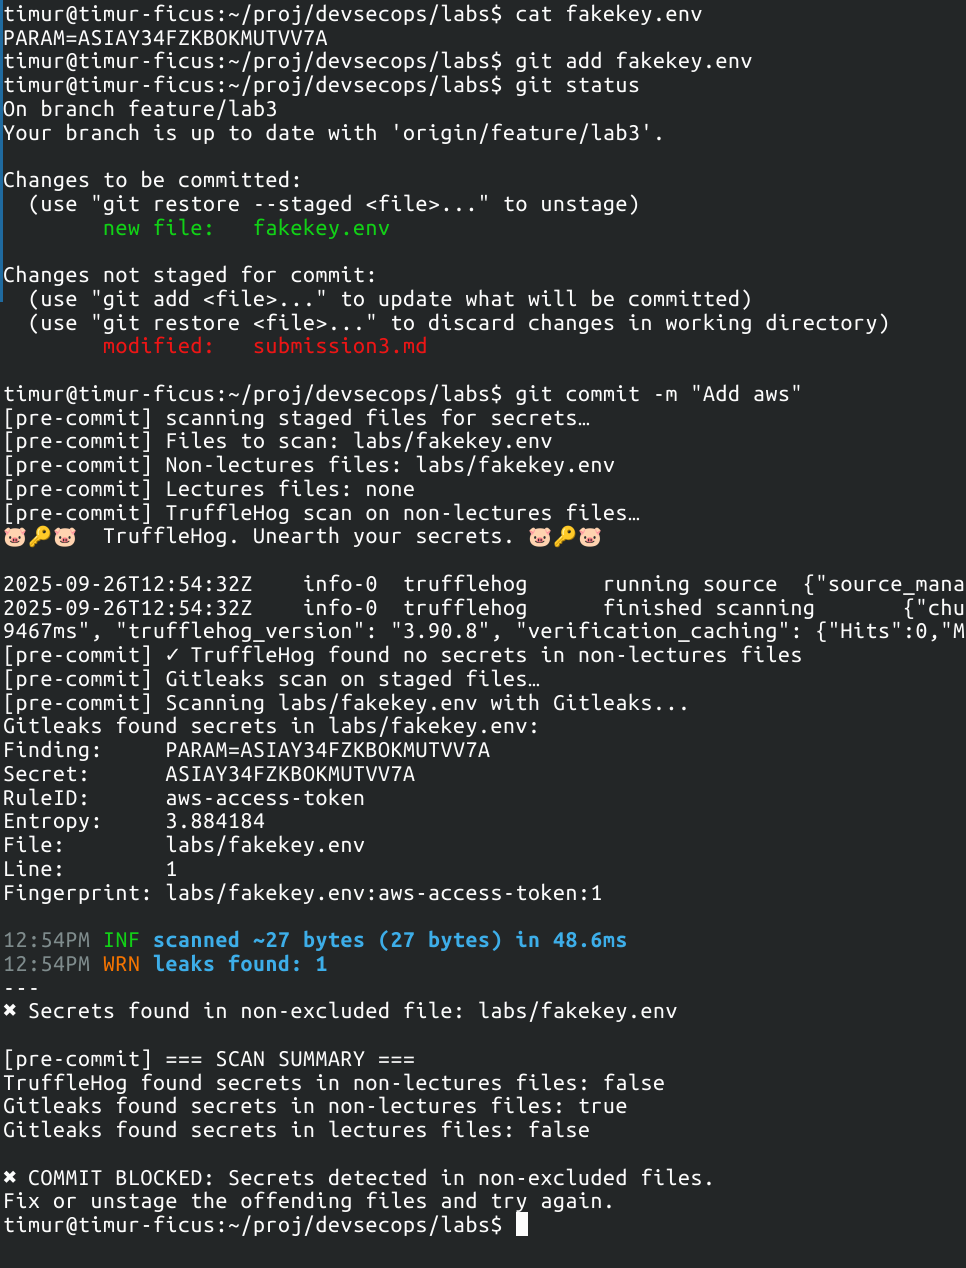 timur@timur-ficus:~/proj/devsecops/labs$ cat fakekey.env
PARAM=ASIAY34FZKBOKMUTVV7A
timur@timur-ficus:~/proj/devsecops/labs$ git add fakekey.env
timur@timur-ficus:~/proj/devsecops/labs$ git status
On branch feature/lab3
Your branch is up to date with 'origin/feature/lab3'.

Changes to be committed:
  (use "git restore --staged <file>..." to unstage)
        new file:   fakekey.env

Changes not staged for commit:
  (use "git add <file>..." to update what will be committed)
  (use "git restore <file>..." to discard changes in working directory)
        modified:   submission3.md

timur@timur-ficus:~/proj/devsecops/labs$ git commit -m "Add aws"
[pre-commit] scanning staged files for secrets…
[pre-commit] Files to scan: labs/fakekey.env
[pre-commit] Non-lectures files: labs/fakekey.env
[pre-commit] Lectures files: none
[pre-commit] TruffleHog scan on non-lectures files…
🐷🔑🐷  TruffleHog. Unearth your secrets. 🐷🔑🐷

2025-09-26T12:54:32Z    info-0  trufflehog      running source  {"source_mana
2025-09-26T12:54:32Z    info-0  trufflehog      finished scanning       {"chu
9467ms", "trufflehog_version": "3.90.8", "verification_caching": {"Hits":0,"M
[pre-commit] ✓ TruffleHog found no secrets in non-lectures files
[pre-commit] Gitleaks scan on staged files…
[pre-commit] Scanning labs/fakekey.env with Gitleaks...
Gitleaks found secrets in labs/fakekey.env:
Finding:     PARAM=ASIAY34FZKBOKMUTVV7A
Secret:      ASIAY34FZKBOKMUTVV7A
RuleID:      aws-access-token
Entropy:     3.884184
File:        labs/fakekey.env
Line:        1
Fingerprint: labs/fakekey.env:aws-access-token:1

12:54PM INF scanned ~27 bytes (27 bytes) in 48.6ms
12:54PM WRN leaks found: 1
---
✖ Secrets found in non-excluded file: labs/fakekey.env

[pre-commit] === SCAN SUMMARY ===
TruffleHog found secrets in non-lectures files: false
Gitleaks found secrets in non-lectures files: true
Gitleaks found secrets in lectures files: false

✖ COMMIT BLOCKED: Secrets detected in non-excluded files.
Fix or unstage the offending files and try again.
timur@timur-ficus:~/proj/devsecops/labs$